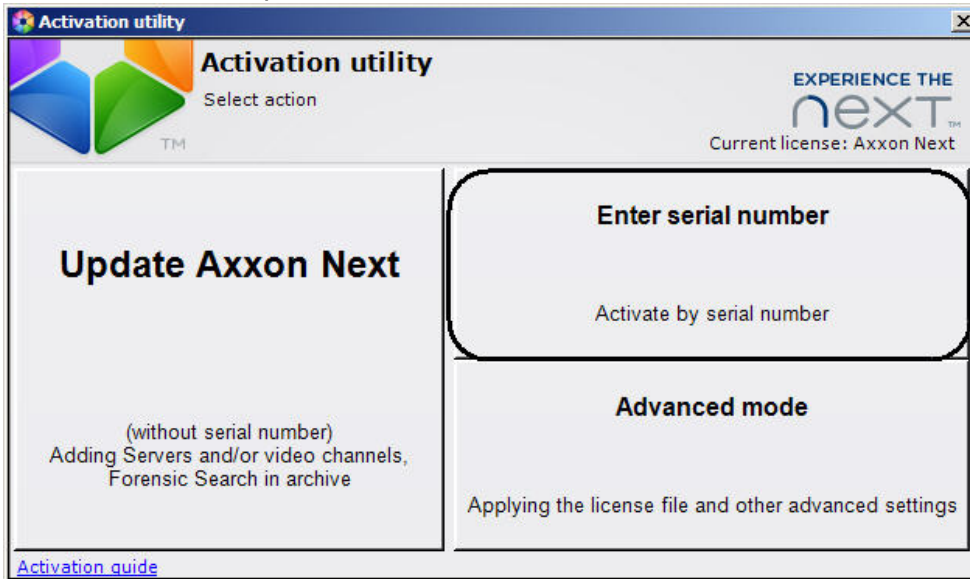 Activation utility
Activation utility
Select action
EXPERIENCE THE
next TM
TM
Current license: Axxon Next
Update Axxon Next
(without serial number)
Adding Servers and/or video channels,
Forensic Search in archive
Enter serial number
Activate by serial number
Advanced mode
Applying the license file and other advanced settings
Activation guide